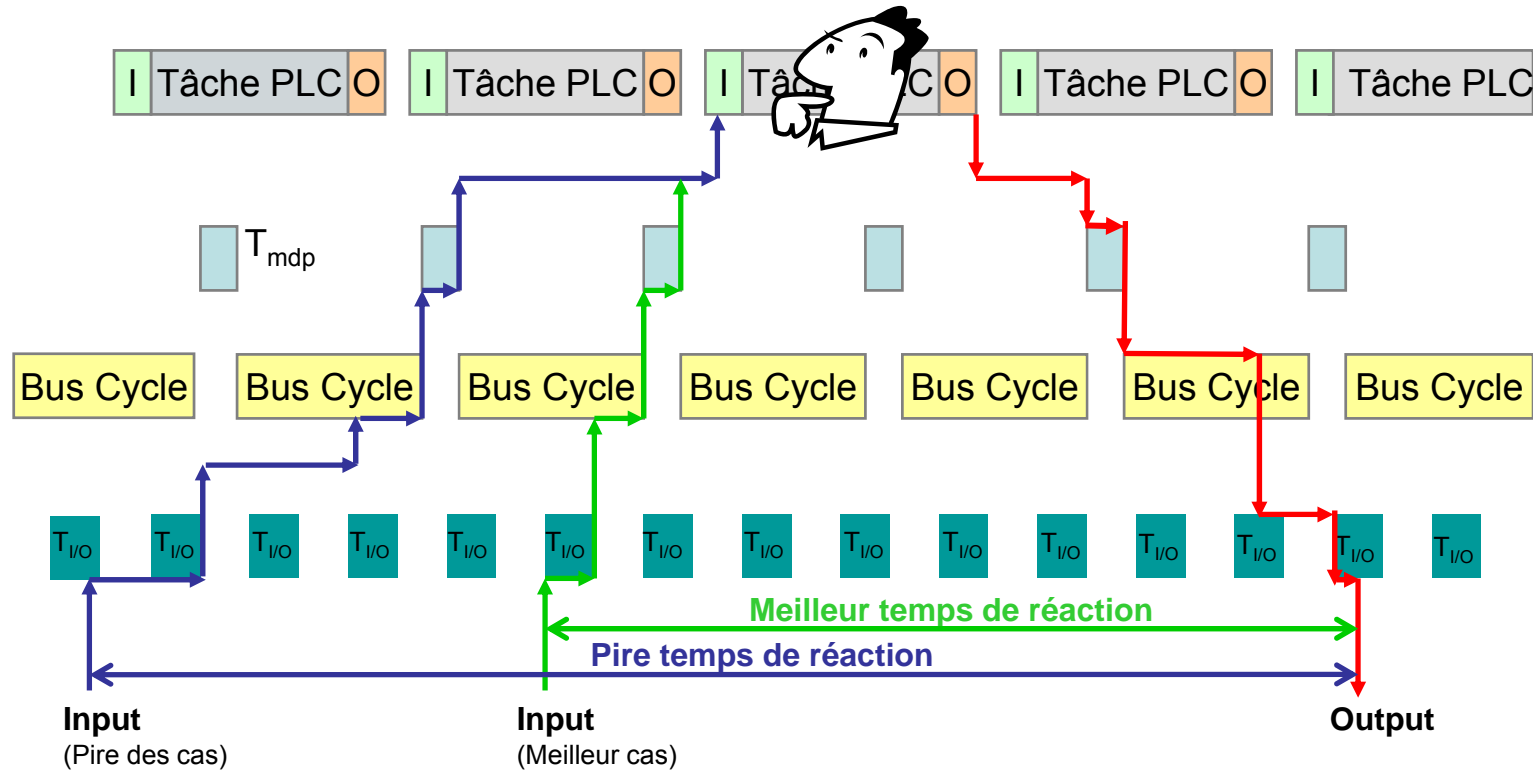 I Tâche PLC O I Tâche PLC O I O I Tâche PLC O I Tâche PLC
Tmdp
Bus Cycle Bus Cycle Bus Cycle Bus Cycle Bus Cycle Bus Cycle Bus Cycle
TI/O TI/O TI/O TI/O TI/O TI/O TI/O TI/O TI/O TI/O TI/O TI/O TI/O TI/O TI/O
Meilleur temps de réaction
Pire temps de réaction
Input Input Output
(Pire des cas) (Meilleur cas)